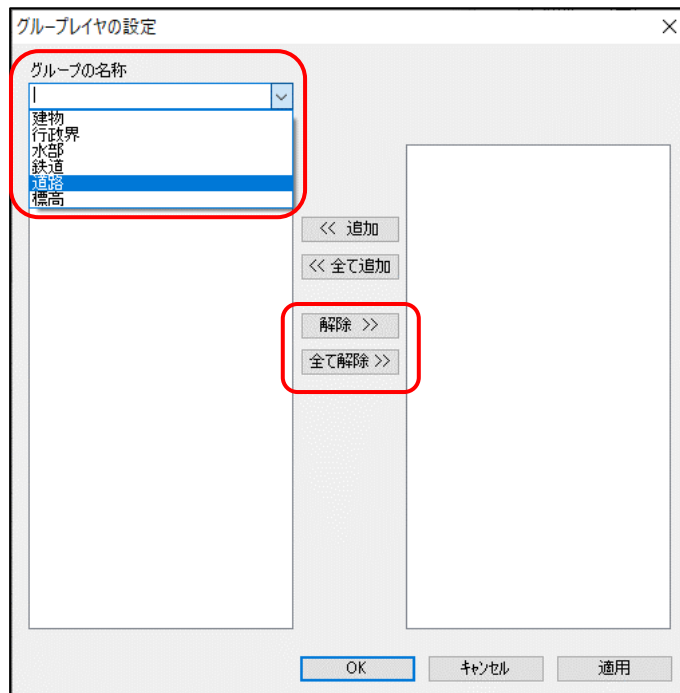 グループレイヤの設定
グループの名称
建物
行政界
水部
鉄道
道路
標高
<< 追加
<< 全て追加
解除 >>
全て解除 >>
OK
キャンセル
適用